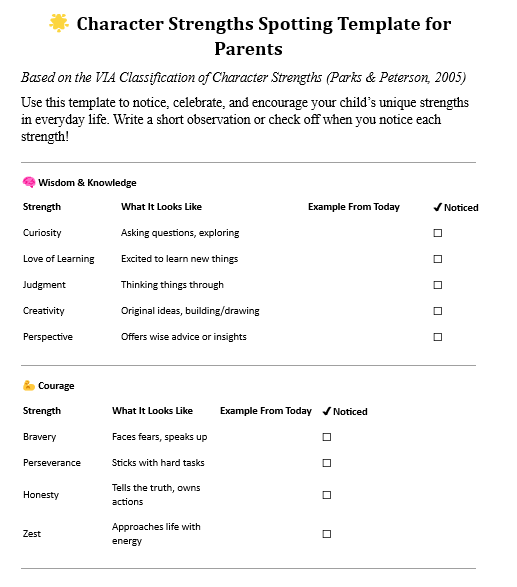 🌟 Character Strengths Spotting Template for
Parents
Based on the VIA Classification of Character Strengths (Parks & Peterson, 2005)
Use this template to notice, celebrate, and encourage your child’s unique strengths
in everyday life. Write a short observation or check off when you notice each
strength!
🧠 Wisdom & Knowledge
Strength What It Looks Like Example From Today ✔ Noticed
Curiosity Asking questions, exploring ☐
Love of Learning Excited to learn new things ☐
Judgment Thinking things through ☐
Creativity Original ideas, building/drawing ☐
Perspective Offers wise advice or insights ☐
💪 Courage
Strength What It Looks Like Example From Today ✔ Noticed
Bravery Faces fears, speaks up ☐
Perseverance Sticks with hard tasks ☐
Honesty Tells the truth, owns
actions ☐
Zest Approaches life with
energy ☐